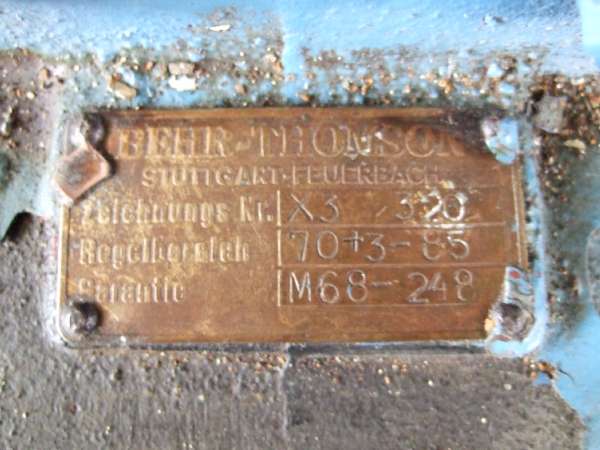 BEHR-THOMSON
STUTTGART-FEUERBACH
Zeichnungs Nr. X3 320
Regelbereich 70+3-85
Garantie M68-248